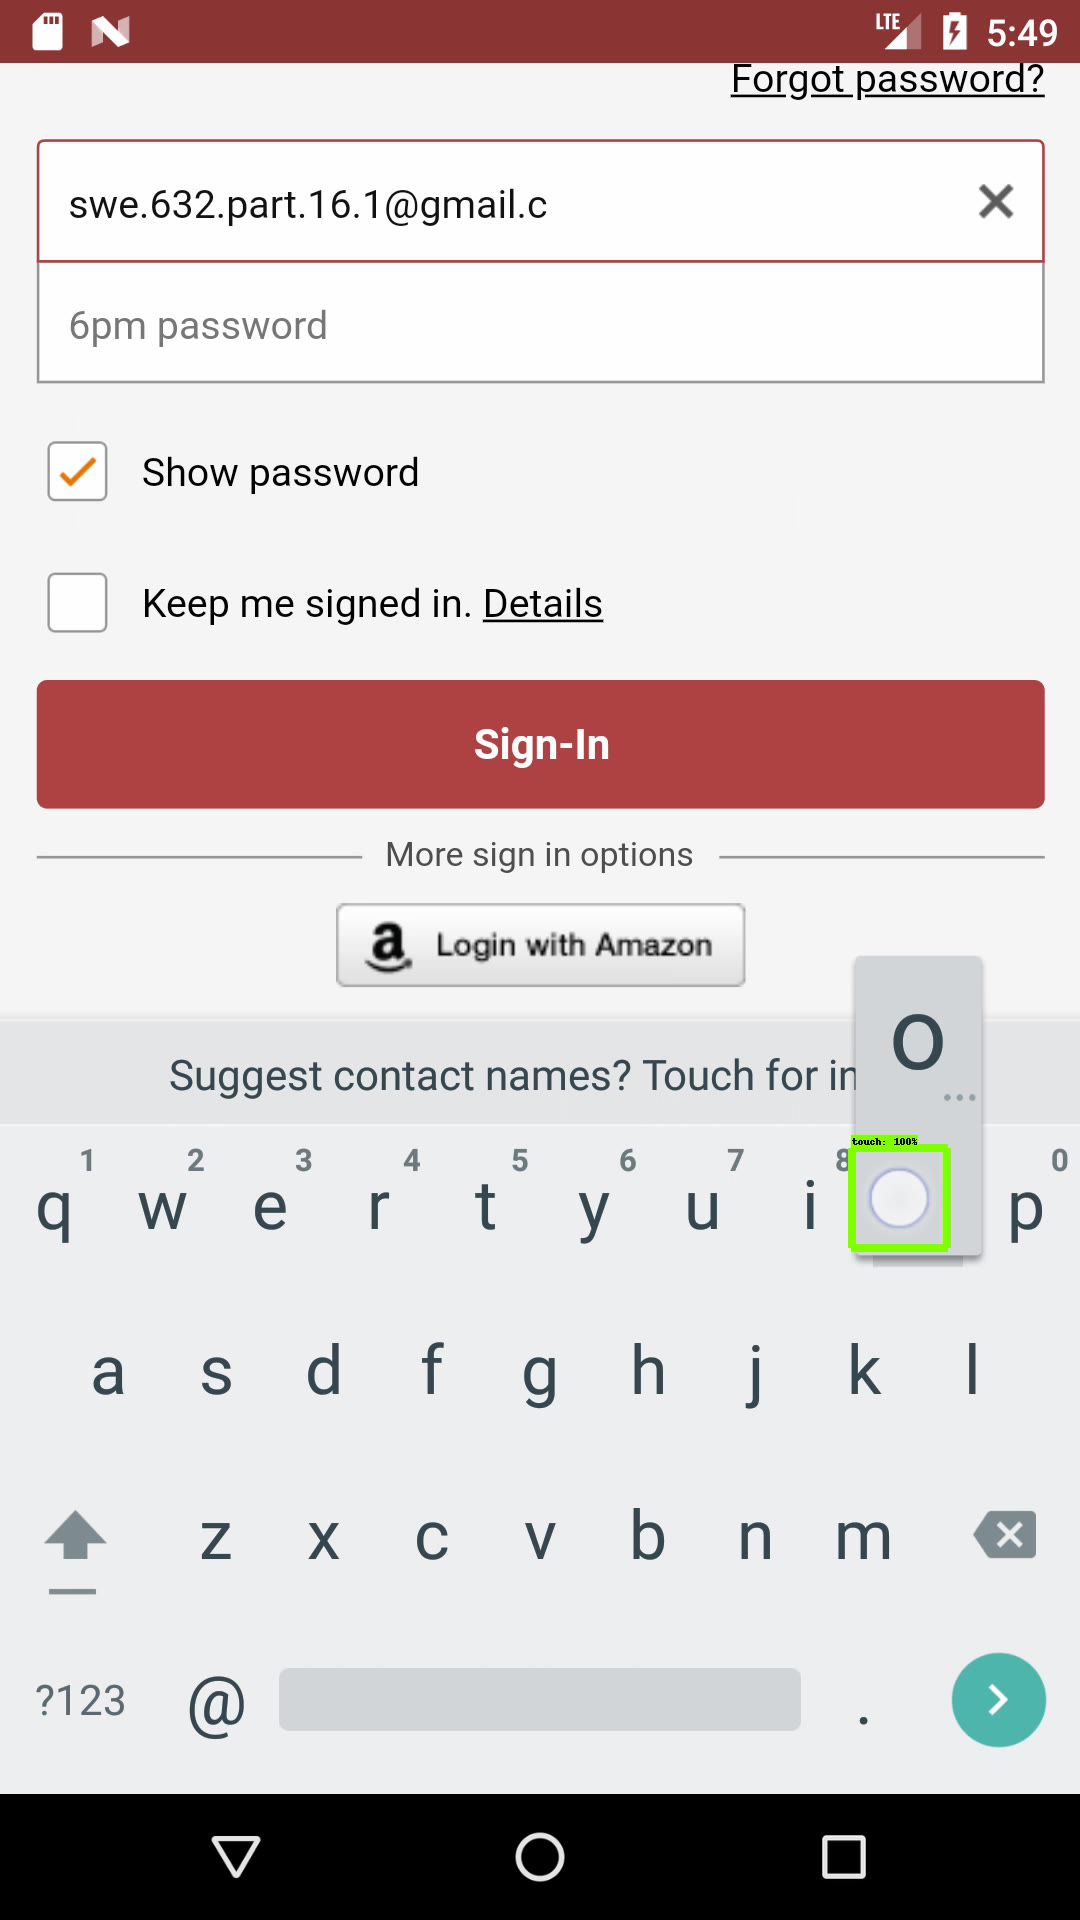 LTE 5:49
Forgot password?
swe.632.part.16.1@gmail.c
6pm password
Show password
Keep me signed in. Details
Sign-In
More sign in options
a Login with Amazon
o
Suggest contact names? Touch for in
...
touch: 100%
1 2 3 4 5 6 7 8 0
q w e r t y u i p
a s d f g h j k l
z x c v b n m
?123 @ .